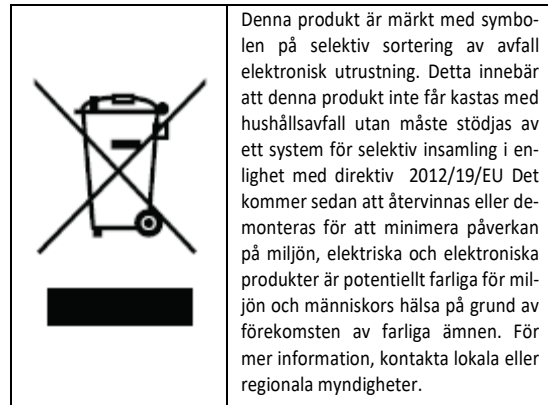 Denna produkt är märkt med symbo-
len på selektiv sortering av avfall
elektronisk utrustning. Detta innebär
att denna produkt inte får kastas med
hushållsavfall utan måste stödjas av
ett system för selektiv insamling i en-
lighet med direktiv 2012/19/EU Det
kommer sedan att återvinnas eller de-
monteras för att minimera påverkan
på miljön, elektriska och elektroniska
produkter är potentiellt farliga för mil-
jön och människors hälsa på grund av
förekomsten av farliga ämnen. För
mer information, kontakta lokala eller
regionala myndigheter.